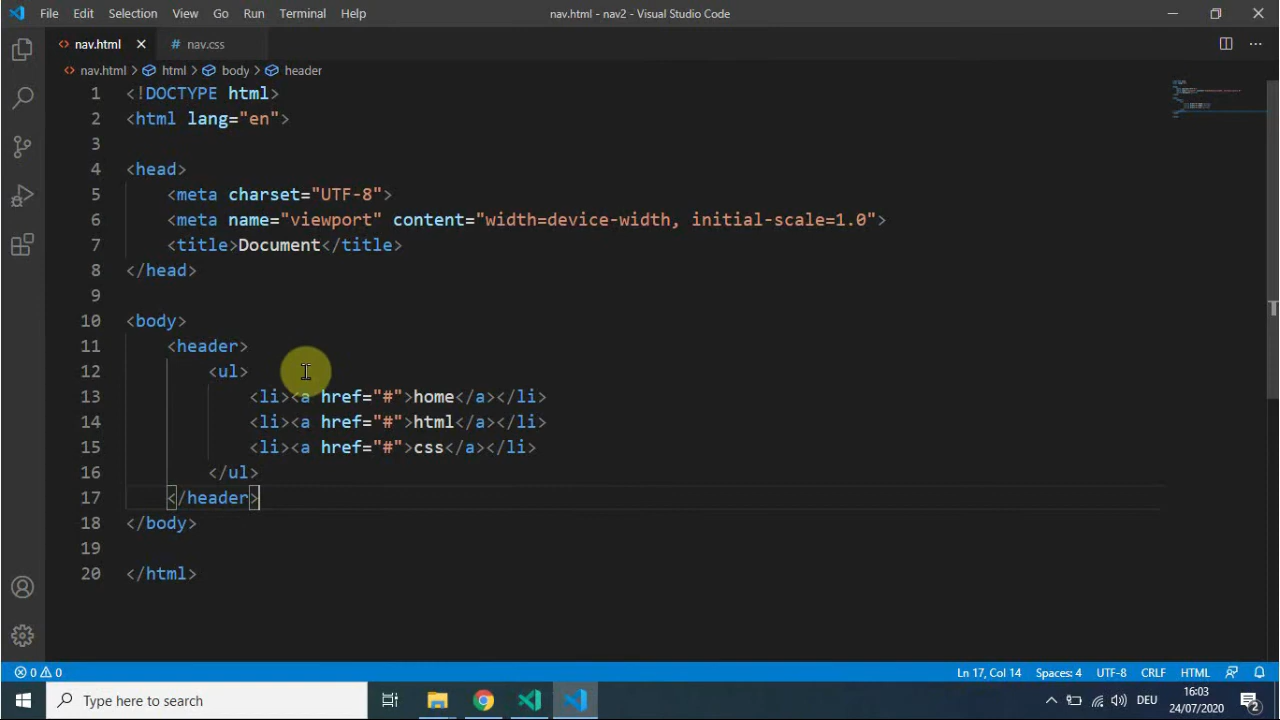 File Edit Selection View Go Run Terminal Help nav.html - nav2 - Visual Studio Code
nav.html # nav.css
nav.html > html > body > header
1 <!DOCTYPE html>
2 <html lang="en">
3
4 <head>
5 <meta charset="UTF-8">
6 <meta name="viewport" content="width=device-width, initial-scale=1.0">
7 <title>Document</title>
8 </head>
9
10 <body>
11 <header>
12 <ul>
13 <li><a href="#">home</a></li>
14 <li><a href="#">html</a></li>
15 <li><a href="#">css</a></li>
16 </ul>
17 </header>
18 </body>
19
20 </html>
0 0 Ln 17, Col 14 Spaces: 4 UTF-8 CRLF HTML
Type here to search DEU 16:03
24/07/2020 2